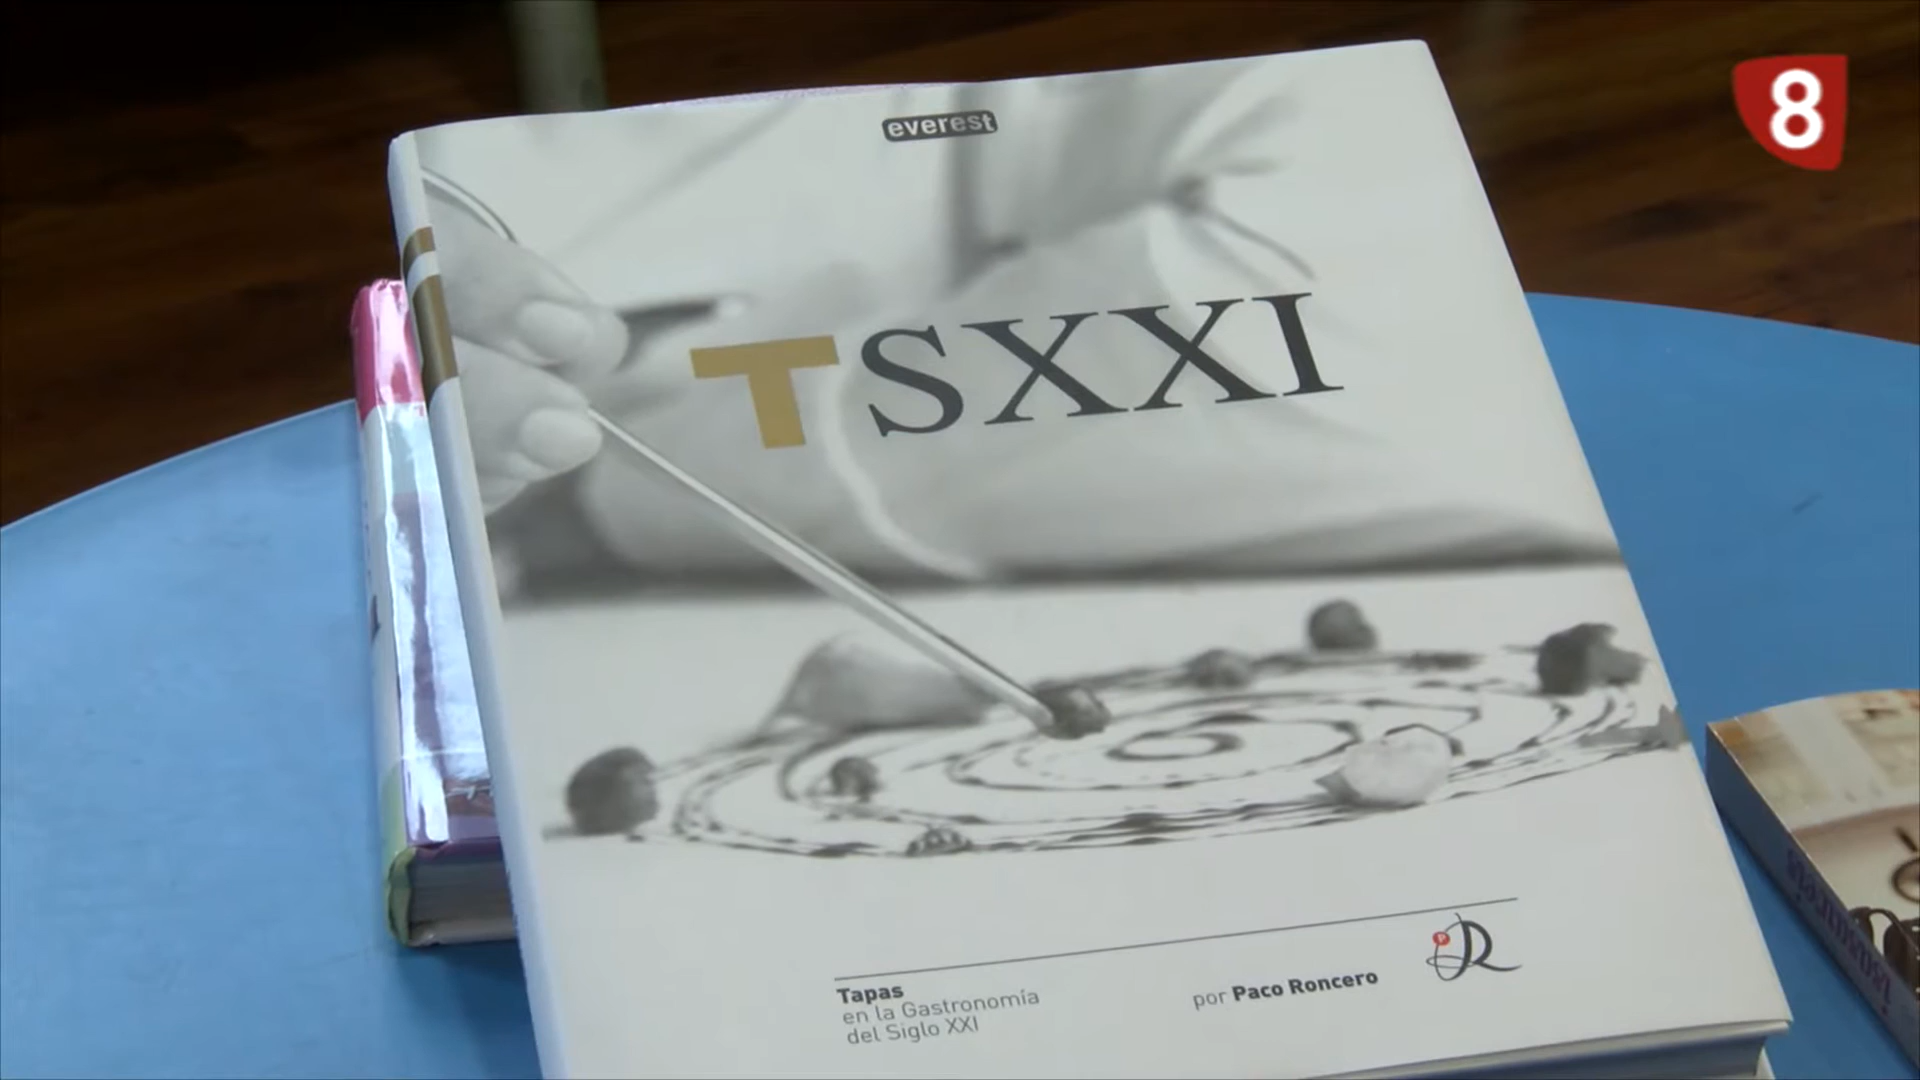 8
everest
TSXXI
Tapas
en la Gastronomía
del Siglo XXI
por Paco Roncero